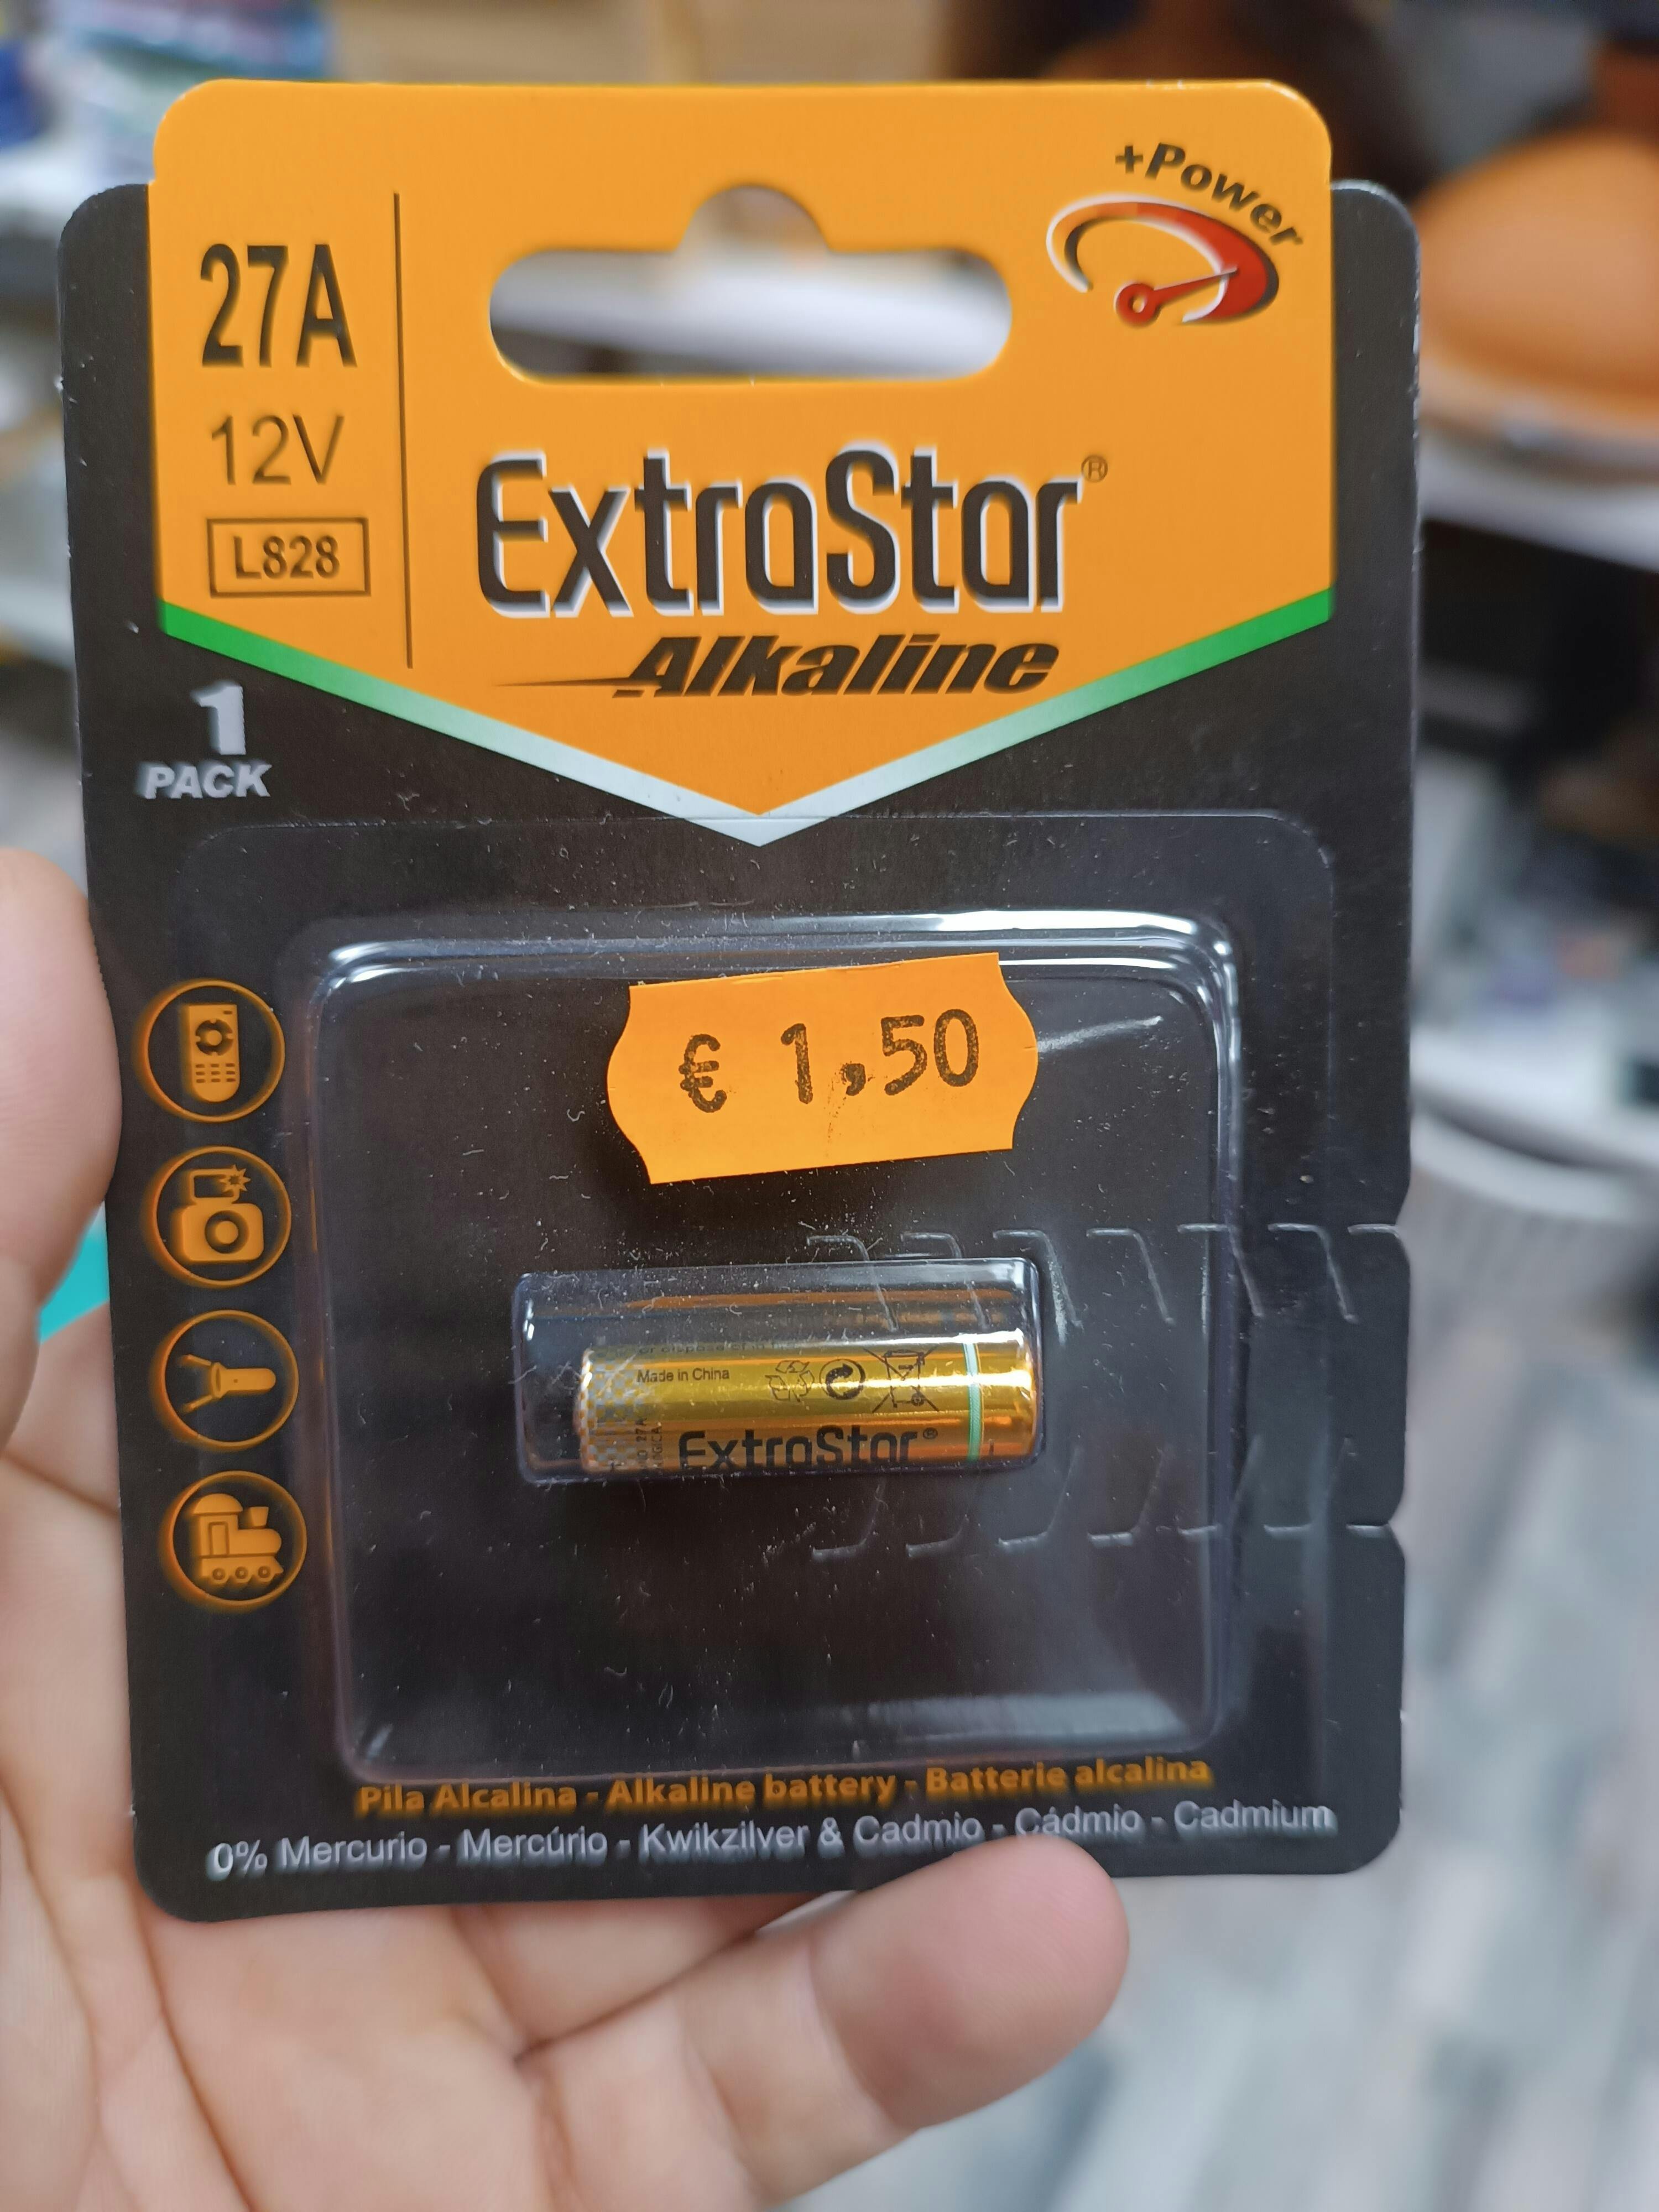 +Power
27A
12V
L828
ExtraStar®
Alkaline
1
PACK
€ 1,50
Made in China
ExtraStar®
Pila Alcalina - Alkaline battery - Batterie alcalina
0% Mercurio - Mercúrio - Kwikzilver & Cadmio - Cádmio - Cadmium